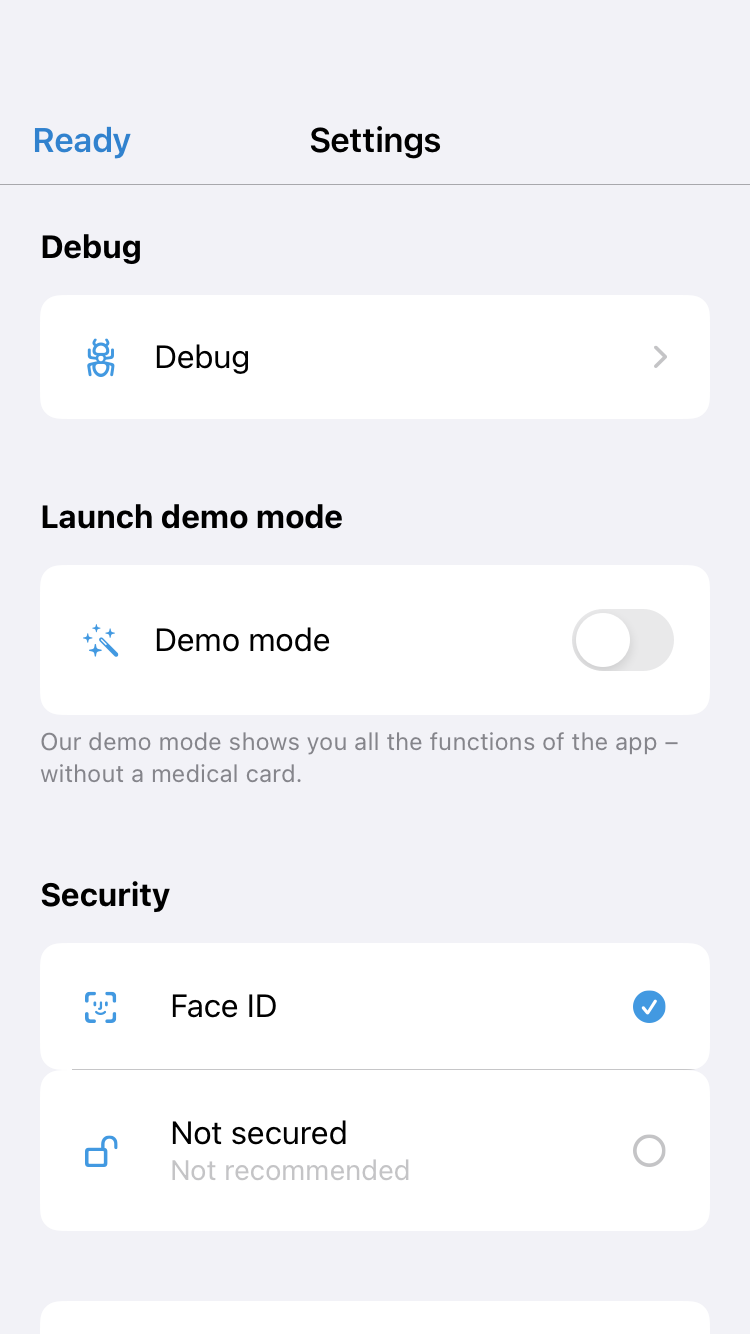 Ready
Settings
Debug
Debug
Launch demo mode
Demo mode
Our demo mode shows you all the functions of the app –
without a medical card.
Security
Face ID
Not secured
Not recommended